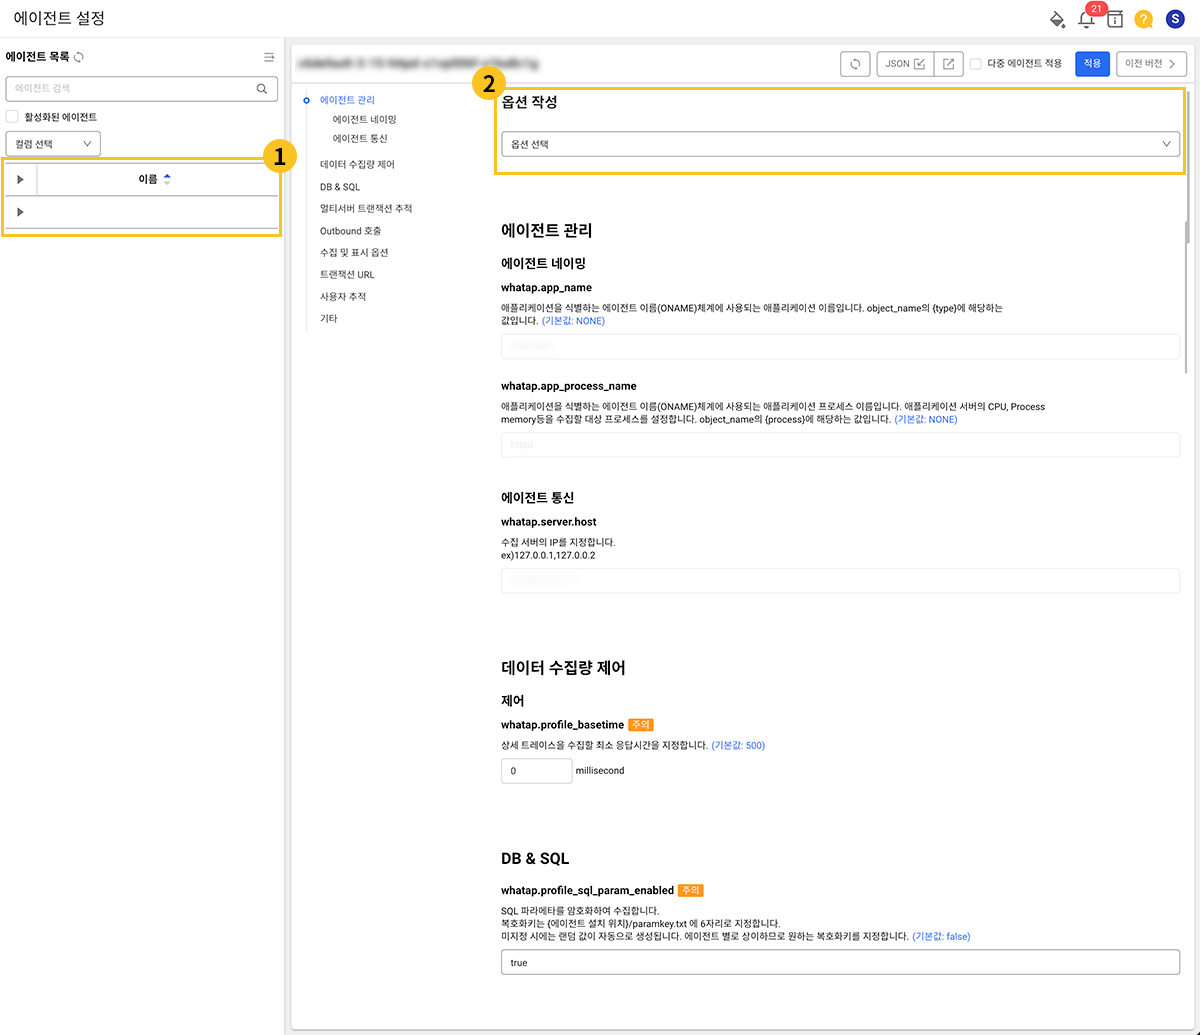 에이전트 설정
21
?
S
에이전트 목록
에이전트 검색
활성화된 에이전트
컬럼 선택
1
이름
JSON
다중 에이전트 적용
적용
이전 버전
에이전트 관리
에이전트 네이밍
에이전트 통신
데이터 수집량 제어
DB & SQL
멀티서버 트랜잭션 추적
Outbound 호출
수집 및 표시 옵션
트랜잭션 URL
사용자 추적
기타
2
옵션 작성
옵션 선택
에이전트 관리
에이전트 네이밍
whatap.app_name
애플리케이션을 식별하는 에이전트 이름(ONAME)체계에 사용되는 애플리케이션 이름입니다. object_name의 {type}에 해당하는
값입니다. (기본값: NONE)
whatap.app_process_name
애플리케이션을 식별하는 에이전트 이름(ONAME)체계에 사용되는 애플리케이션 프로세스 이름입니다. 애플리케이션 서버의 CPU, Process
memory등을 수집할 대상 프로세스를 설정합니다. object_name의 {process}에 해당하는 값입니다. (기본값: NONE)
httpd
에이전트 통신
whatap.server.host
수집 서버의 IP를 지정합니다.
ex)127.0.0.1,127.0.0.2
데이터 수집량 제어
제어
whatap.profile_basetime 주의
상세 트레이스을 수집할 최소 응답시간을 지정합니다. (기본값: 500)
0 millisecond
DB & SQL
whatap.profile_sql_param_enabled 주의
SQL 파라메타를 암호화하여 수집합니다.
복호화키는 {에이전트 설치 위치}/paramkey.txt 에 6자리로 지정합니다.
미지정 시에는 랜덤 값이 자동으로 생성됩니다. 에이전트 별로 상이하므로 원하는 복호화키를 지정합니다. (기본값: false)
true